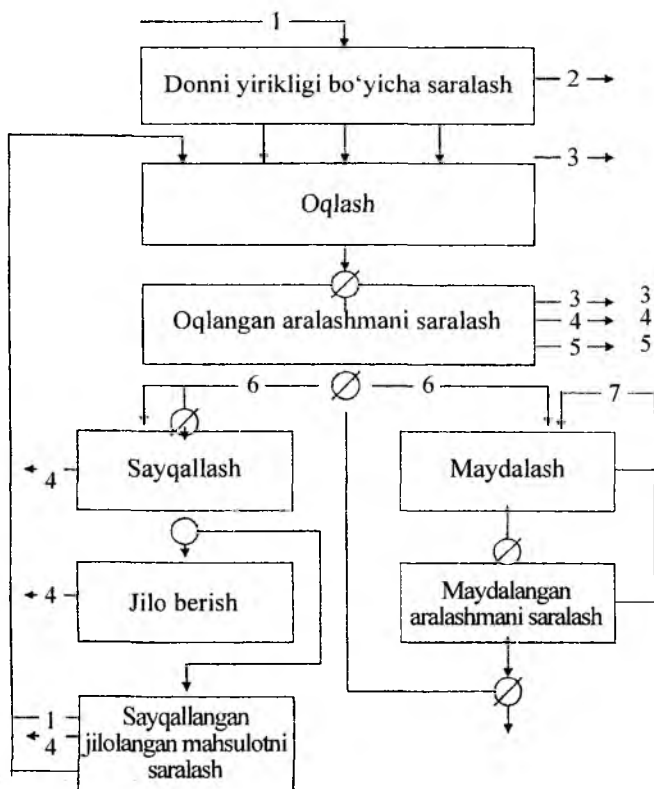 1
Donni yirikligi bo‘yicha saralash
2
3
Oqlash
Oqlangan aralashmani saralash
3 3
4 4
5 5
6 6 7
Sayqallash
Maydalash
4
Jilo berish
4
Maydalangan
aralashmani saralash
1
4
Sayqallangan
jilolangan mahsulotni
saralash